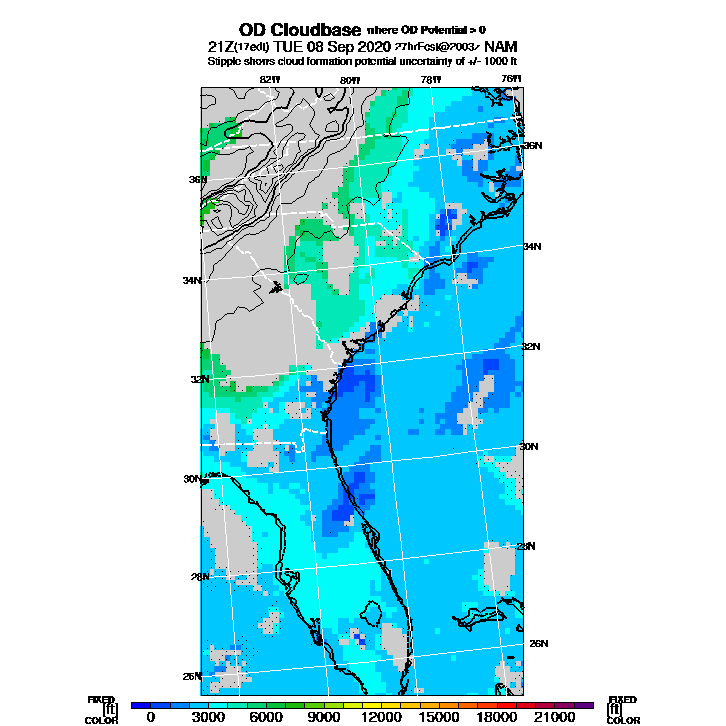 OD Cloudbase where OD Potential > 0
21Z(17edt) TUE 08 Sep 2020 27hrFcst@2003z NAM
Stipple shows cloud formation potential uncertainty of +/- 1000 ft
82W 80W 78W 76W
36N
36N
34N
34N
32N
32N
30N
30N
28N
28N
26N
26N
FIXED [ft] COLOR
0 3000 6000 9000 12000 15000 18000 21000
FIXED [ft] COLOR